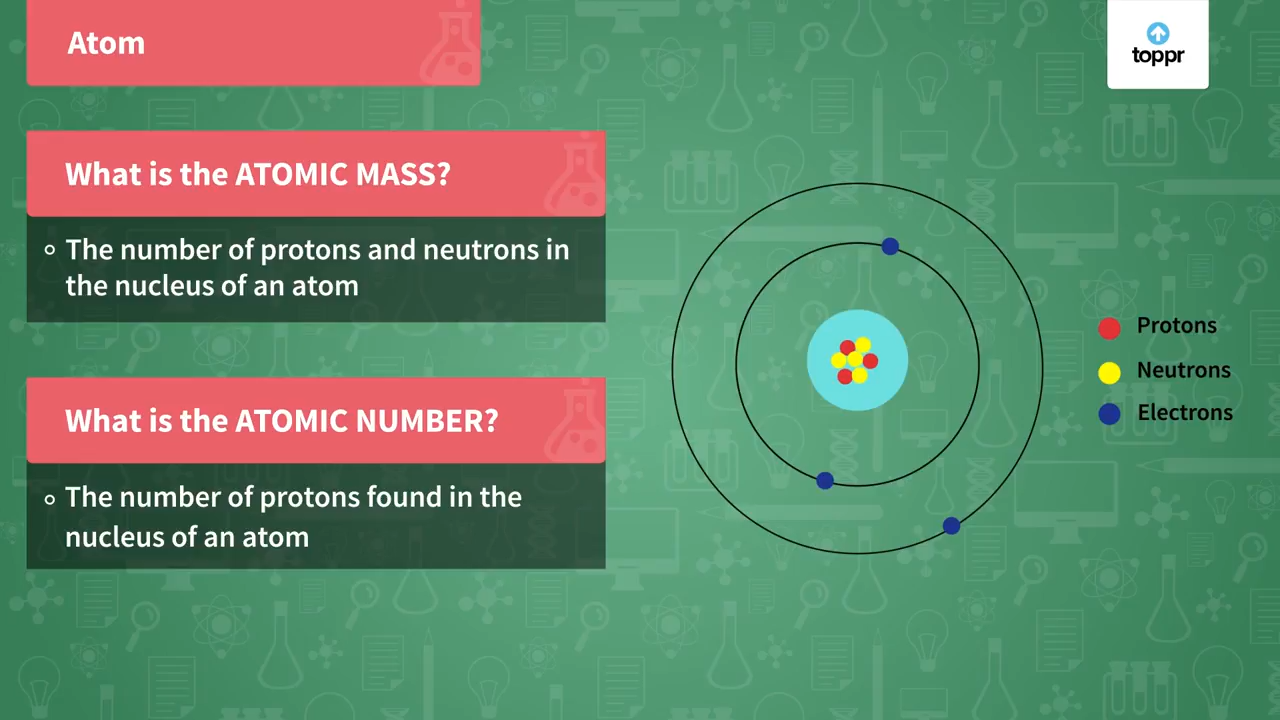 Atom
toppr
What is the ATOMIC MASS?
The number of protons and neutrons in
the nucleus of an atom
What is the ATOMIC NUMBER?
The number of protons found in the
nucleus of an atom
Protons
Neutrons
Electrons